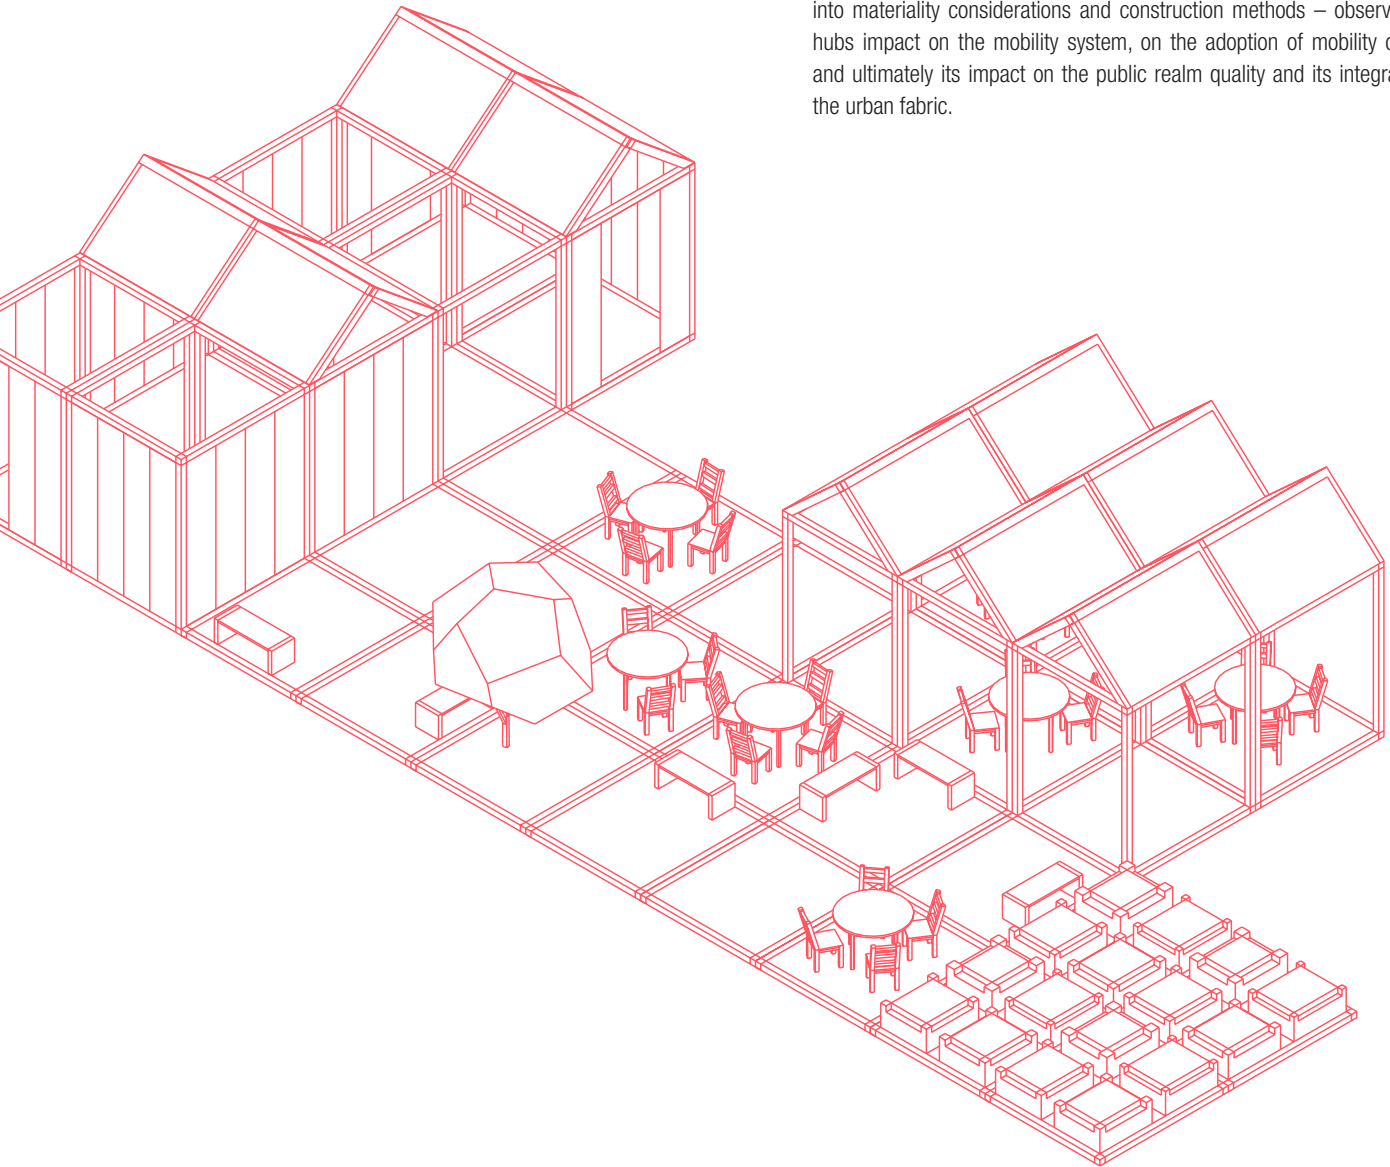 into materiality considerations and construction methods – observ
hubs impact on the mobility system, on the adoption of mobility
and ultimately its impact on the public realm quality and its integra
the urban fabric.